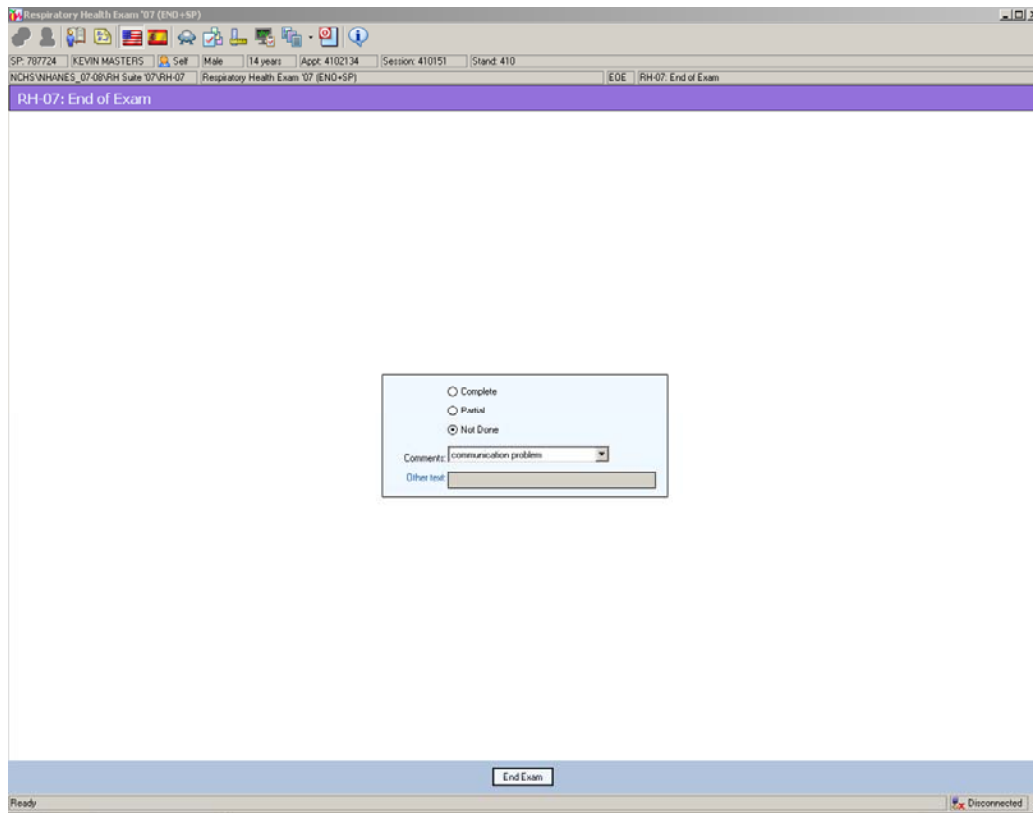 Respiratory Health Exam '07 (ENO+SP)
SP: 787724 KEVIN MASTERS Self Male 14 years Appt: 4102134 Session: 410151 Stand: 410
NCHS\NHANES_07-08\RH Suite '07\RH-07 Respiratory Health Exam '07 (ENO+SP) EOE RH-07: End of Exam
RH-07: End of Exam
Complete
Partial
Not Done
Comments: communication problem
Other text:
End Exam
Ready Disconnected